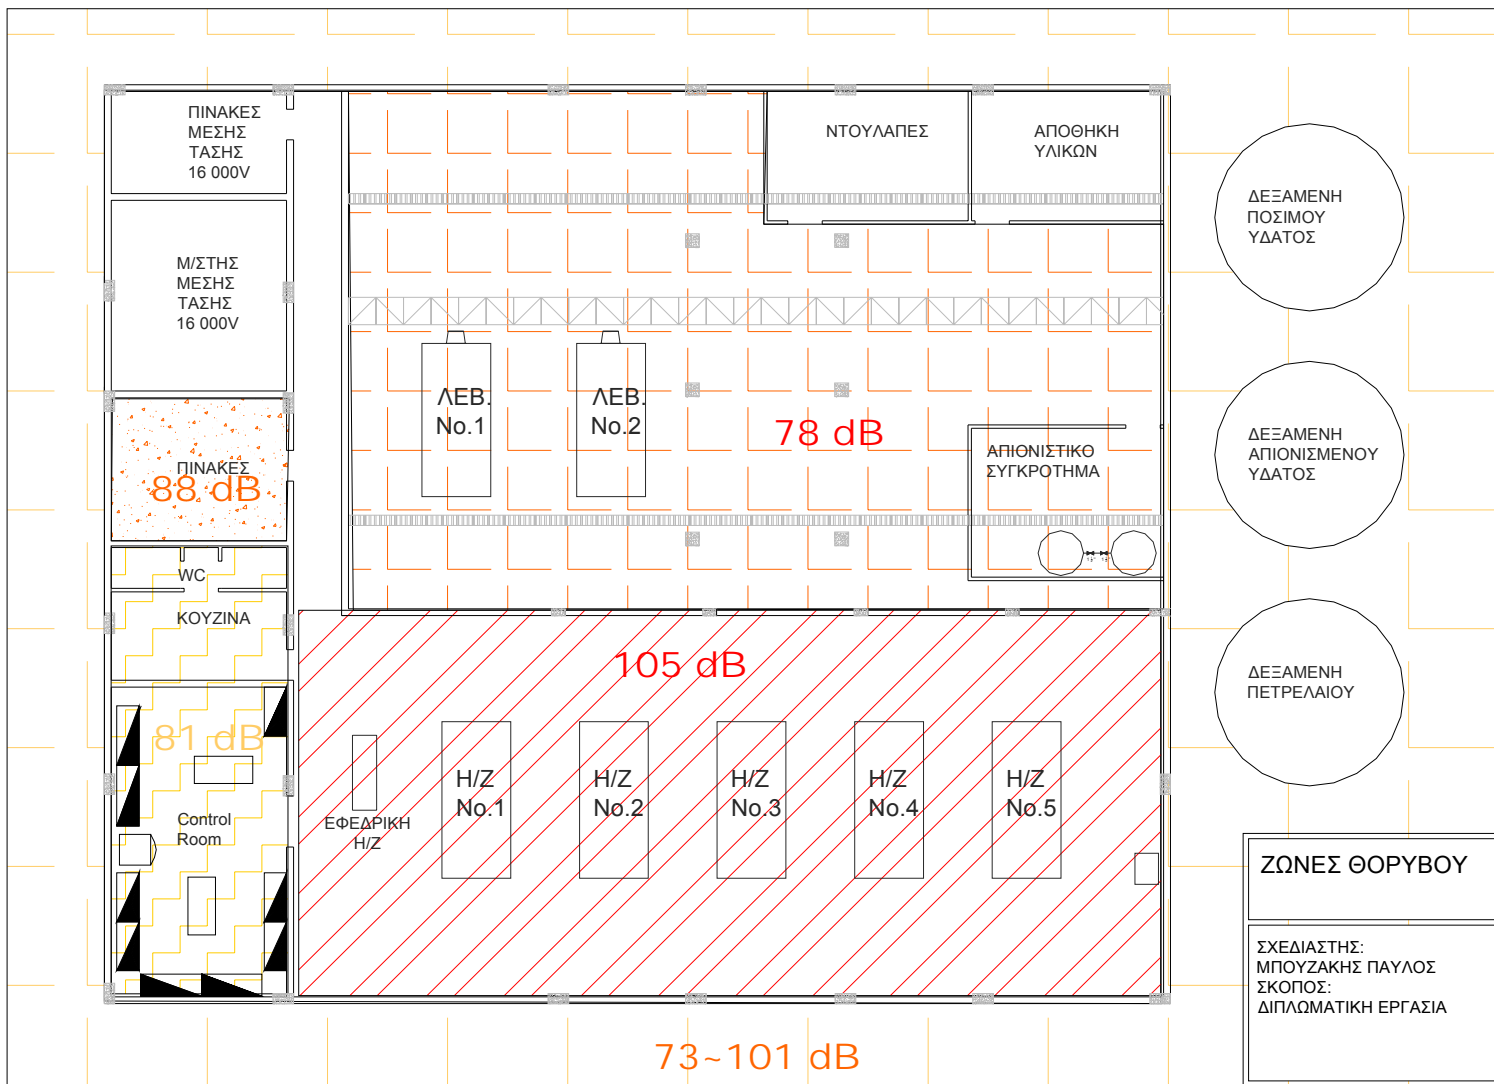 ΠΙΝΑΚΕΣ
ΜΕΣΗΣ
ΤΑΣΗΣ
16 000V
ΝΤΟΥΛΑΠΕΣ
ΑΠΟΘΗΚΗ
ΥΛΙΚΩΝ
ΔΕΞΑΜΕΝΗ
ΠΟΣΙΜΟΥ
ΥΔΑΤΟΣ
Μ/ΣΤΗΣ
ΜΕΣΗΣ
ΤΑΣΗΣ
16 000V
ΛΕΒ.
No.1
ΛΕΒ.
No.2
78 dB
ΑΠΙΟΝΙΣΤΙΚΟ
ΣΥΓΚΡΟΤΗΜΑ
ΔΕΞΑΜΕΝΗ
ΑΠΙΟΝΙΣΜΕΝΟΥ
ΥΔΑΤΟΣ
ΠΙΝΑΚΕΣ
88 dB
WC
ΚΟΥΖΙΝΑ
105 dB
ΔΕΞΑΜΕΝΗ
ΠΕΤΡΕΛΑΙΟΥ
81 dB
Control
Room
ΕΦΕΔΡΙΚΗ
Η/Ζ
Η/Ζ
No.1
Η/Ζ
No.2
Η/Ζ
No.3
Η/Ζ
No.4
Η/Ζ
No.5
ΖΩΝΕΣ ΘΟΡΥΒΟΥ
ΣΧΕΔΙΑΣΤΗΣ:
ΜΠΟΥΖΑΚΗΣ ΠΑΥΛΟΣ
ΣΚΟΠΟΣ:
ΔΙΠΛΩΜΑΤΙΚΗ ΕΡΓΑΣΙΑ
73~101 dB